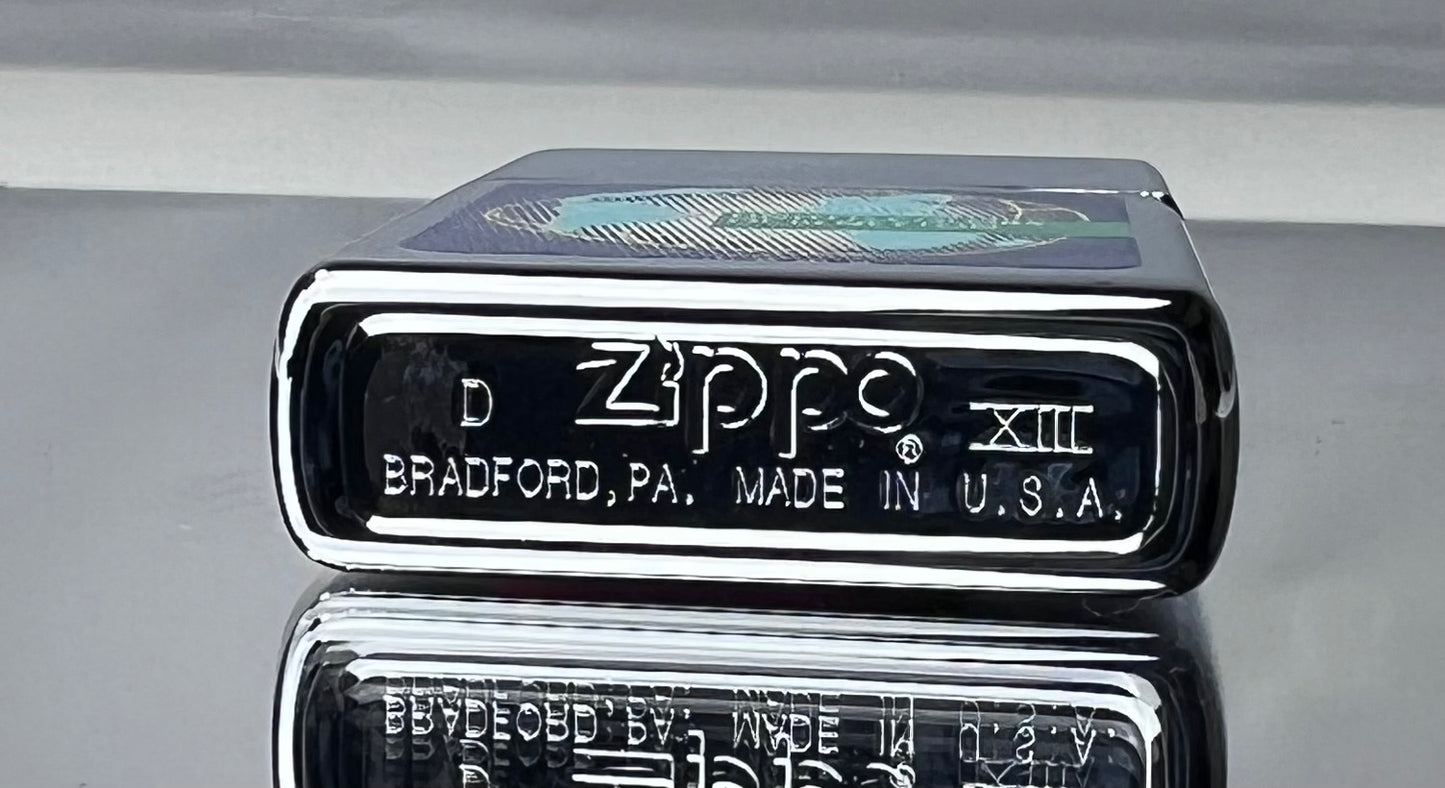 D Zippo ® XIII
BRADFORD, PA. MADE IN U.S.A.